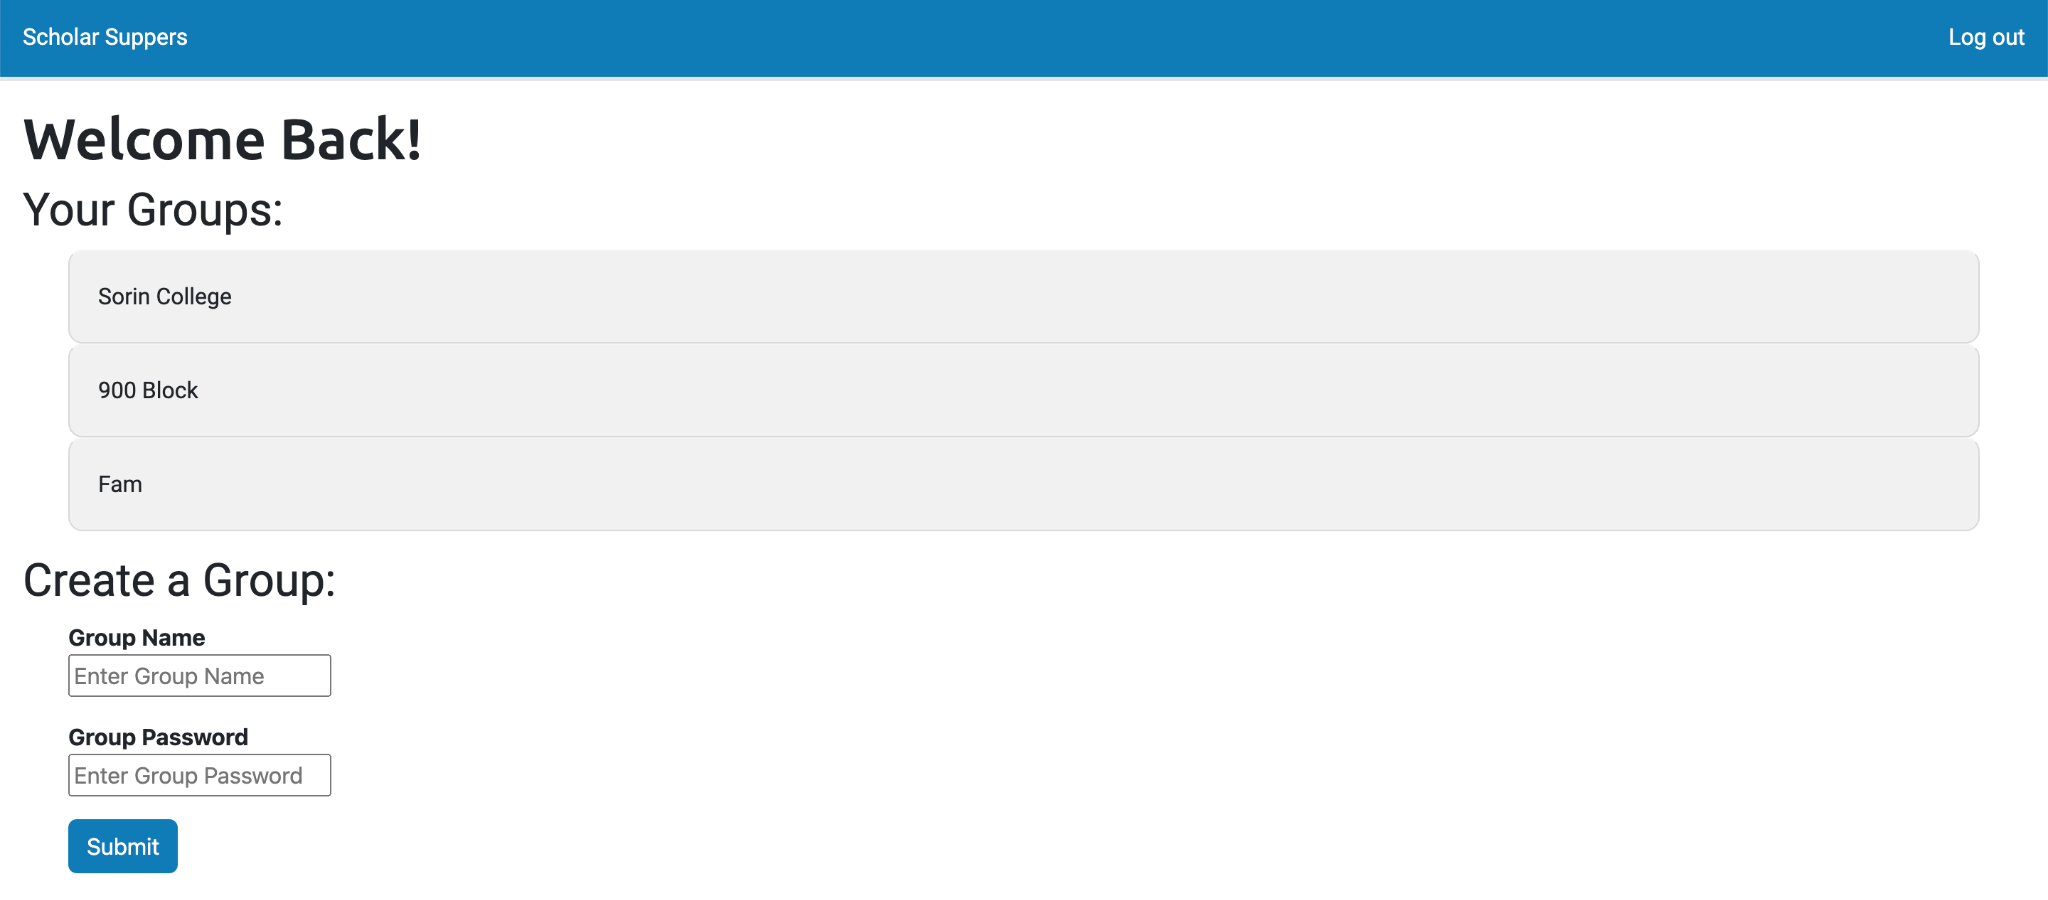 Scholar Suppers
Log out
Welcome Back!
Your Groups:
Sorin College
900 Block
Fam
Create a Group:
Group Name
Enter Group Name
Group Password
Enter Group Password
Submit